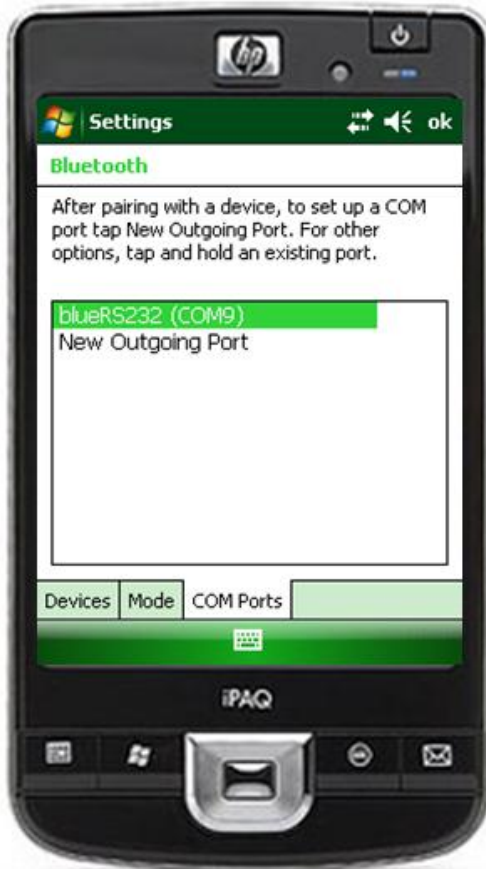 hp
Settings
ok
Bluetooth
After pairing with a device, to set up a COM
port tap New Outgoing Port. For other
options, tap and hold an existing port.
blueRS232 (COM9)
New Outgoing Port
Devices
Mode
COM Ports
iPAQ